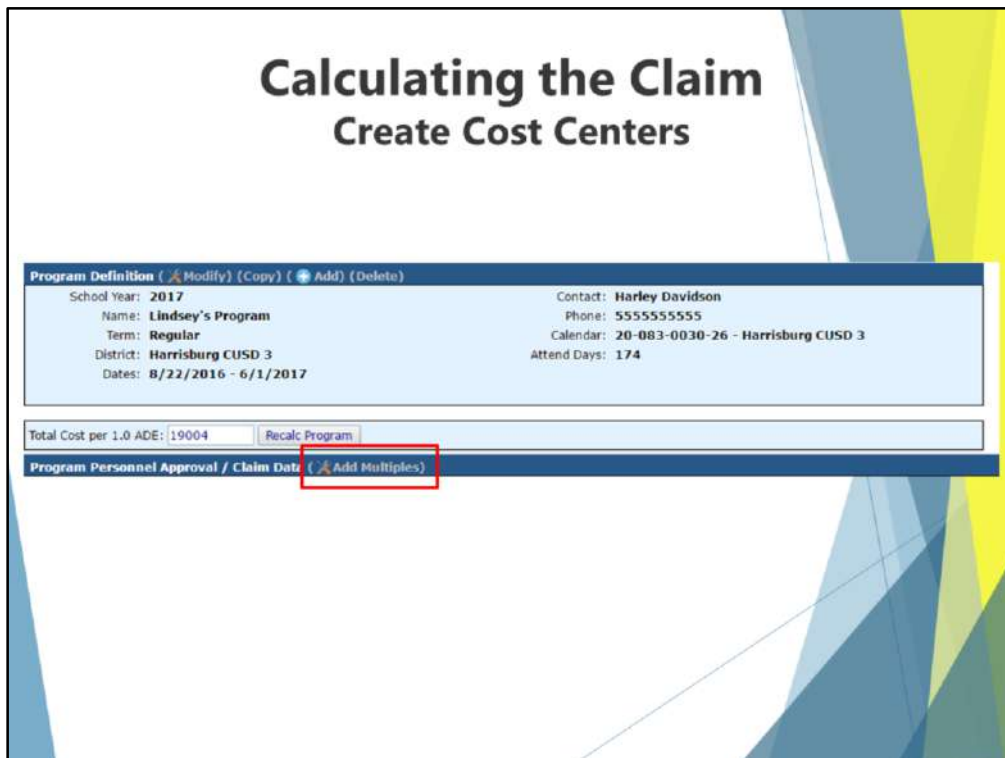 Calculating the Claim
Create Cost Centers
Program Definition ( Modify) (Copy) ( Add) (Delete)
School Year: 2017
Name: Lindsey's Program
Term: Regular
District: Harrisburg CUSD 3
Dates: 8/22/2016 - 6/1/2017
Contact: Harley Davidson
Phone: 5555555555
Calendar: 20-083-0030-26 - Harrisburg CUSD 3
Attend Days: 174
Total Cost per 1.0 ADE: 19004 Recalc Program
Program Personnel Approval / Claim Data ( Add Multiples)